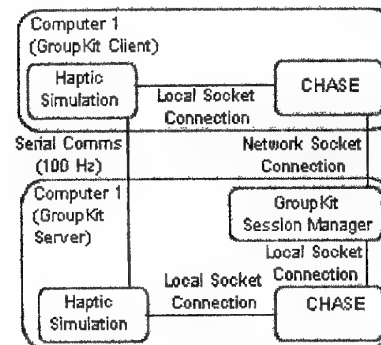 Computer 1
(GroupKit Client)
Haptic
Simulation
Local Socket
Connection
CHASE
Serial Comms
(100 Hz)
Network Socket
Connection
Computer 1
(GroupKit
Server)
GroupKit
Session Manager
Local Socket
Connection
Haptic
Simulation
Local Socket
Connection
CHASE